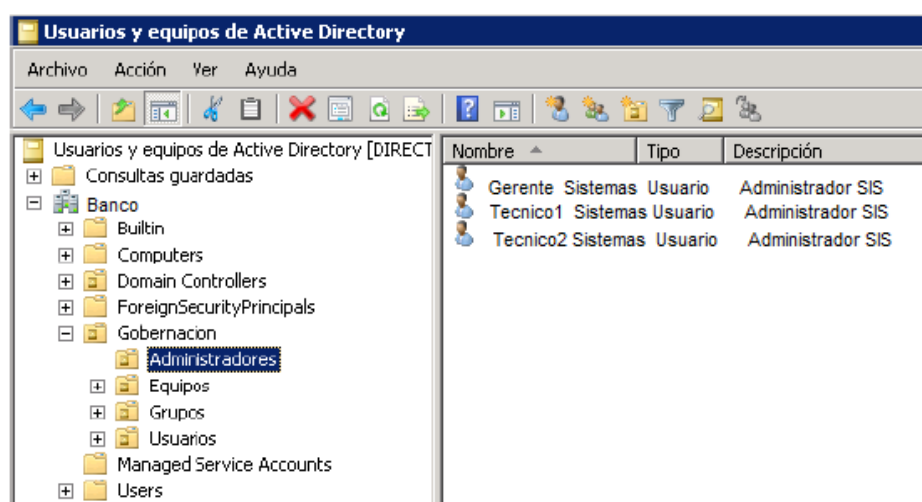 Usuarios y equipos de Active Directory
Archivo Acción Ver Ayuda
Usuarios y equipos de Active Directory [DIRECT
Consultas guardadas
Banco
Builtin
Computers
Domain Controllers
ForeignSecurityPrincipals
Gobernacion
Administradores
Equipos
Grupos
Usuarios
Managed Service Accounts
Users
Nombre Tipo Descripción
Gerente Sistemas Usuario Administrador SIS
Tecnico1 Sistemas Usuario Administrador SIS
Tecnico2 Sistemas Usuario Administrador SIS